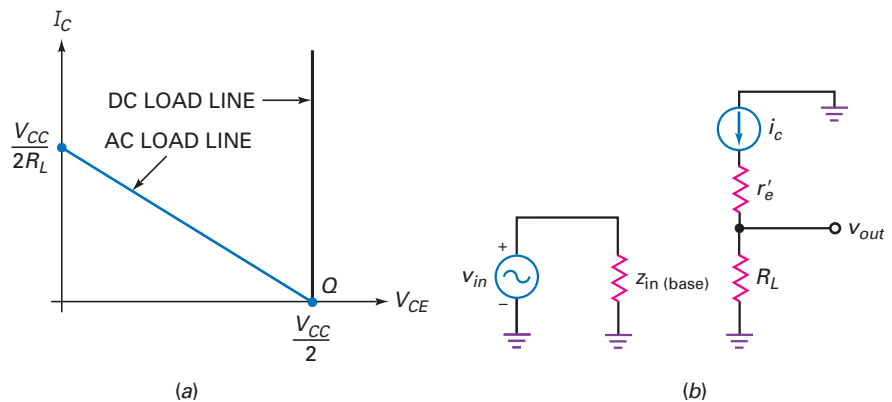 I_C
DC LOAD LINE
V_CC
2R_L
AC LOAD LINE
Q
V_CE
V_CC
2
(a)
i_c
r'_e
v_out
+
v_in
−
z_in (base)
R_L
(b)